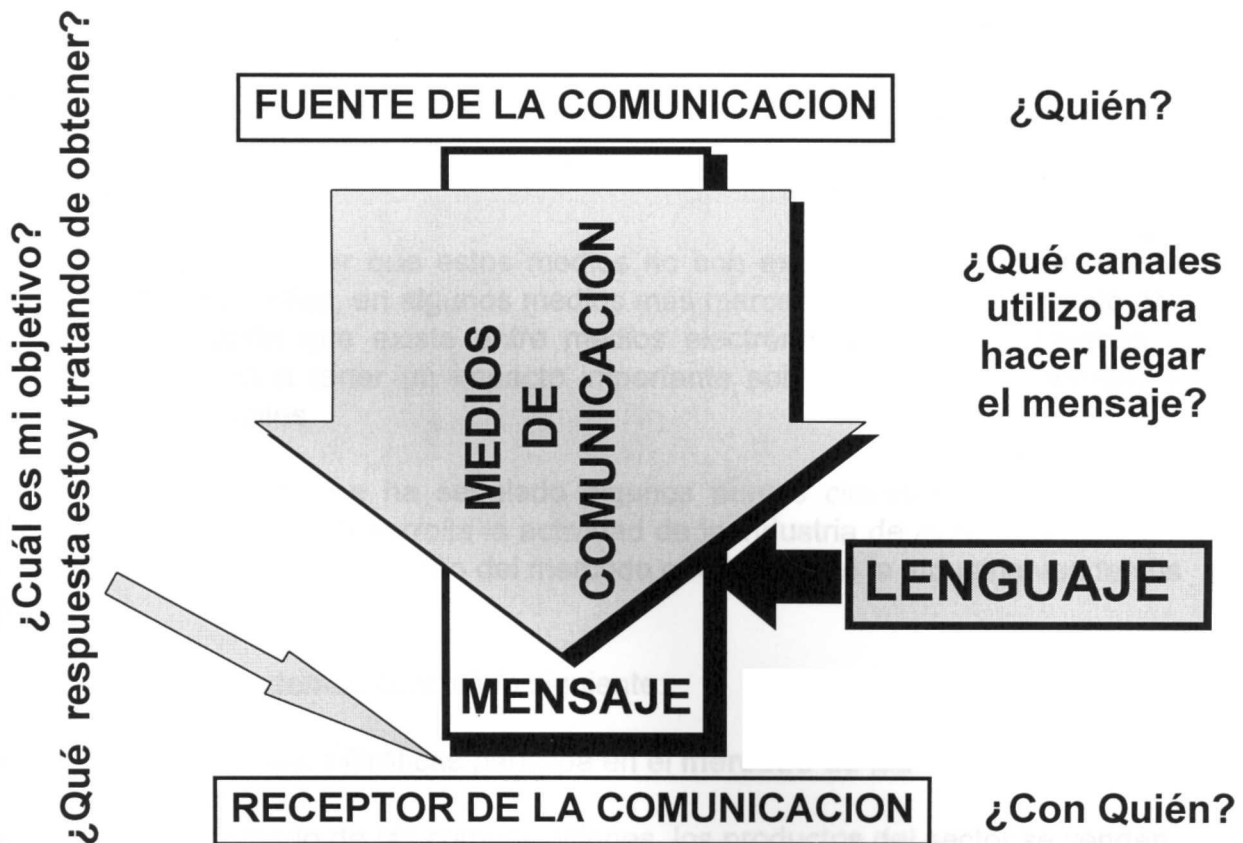 FUENTE DE LA COMUNICACION
¿Quién?
¿Cuál es mi objetivo?
¿Qué respuesta estoy tratando de obtener?
MEDIOS
DE
COMUNICACION
¿Qué canales
utilizo para
hacer llegar
el mensaje?
LENGUAJE
MENSAJE
RECEPTOR DE LA COMUNICACION
¿Con Quién?